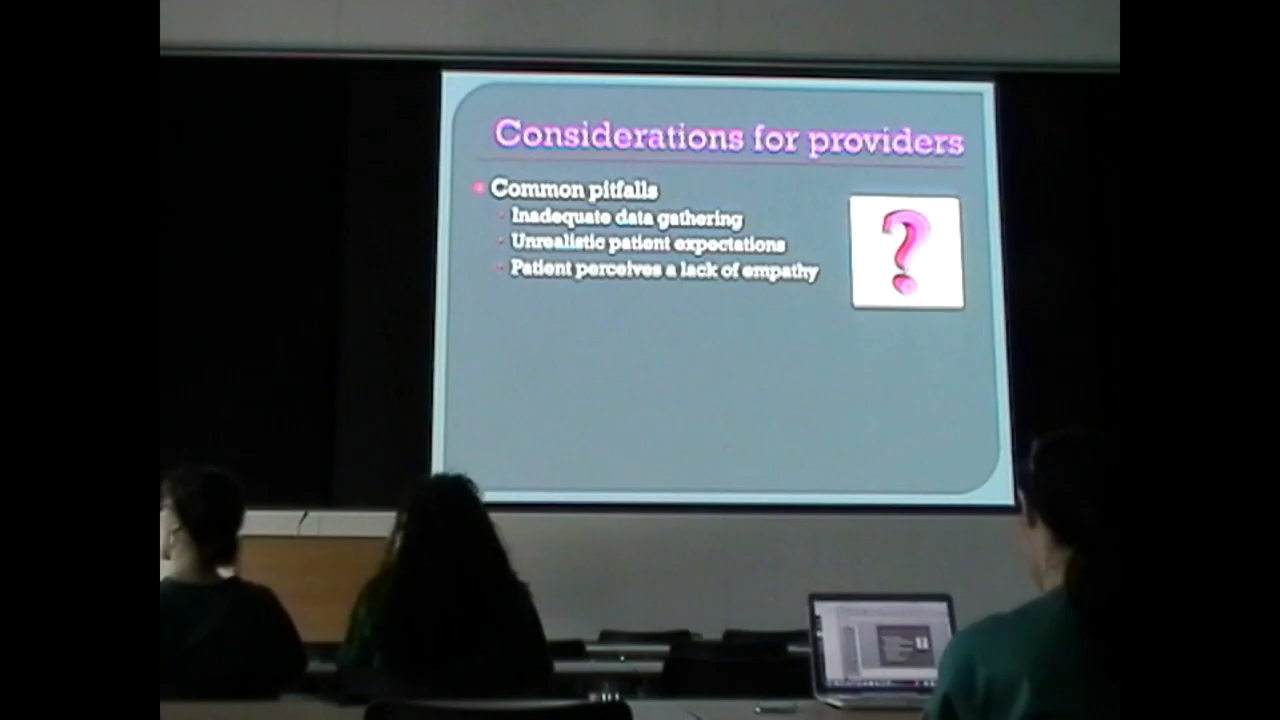 Considerations for providers
Common pitfalls
Inadequate data gathering
Unrealistic patient expectations
Patient perceives a lack of empathy
?